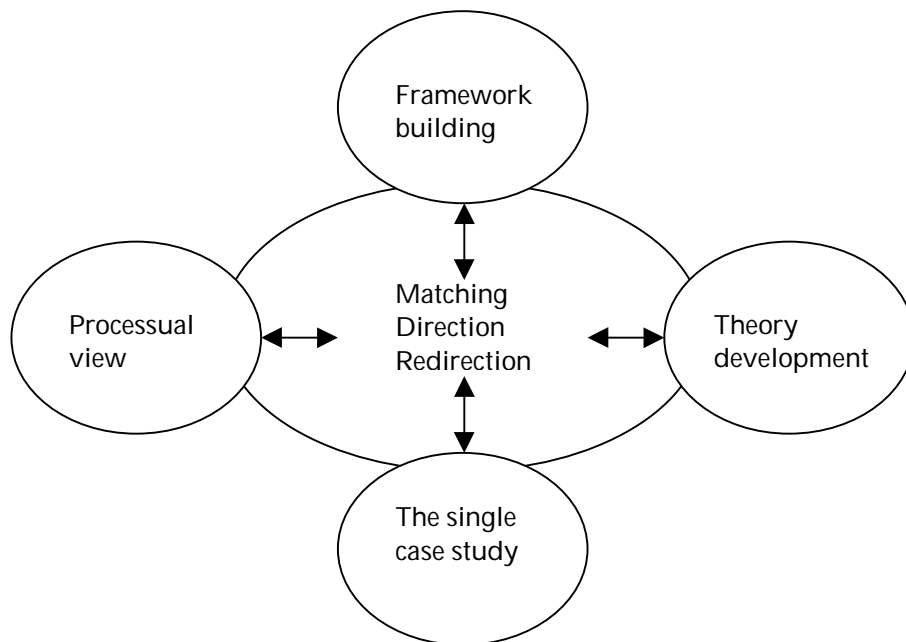 Framework
building
Processual
view
Matching
Direction
Redirection
Theory
development
The single
case study